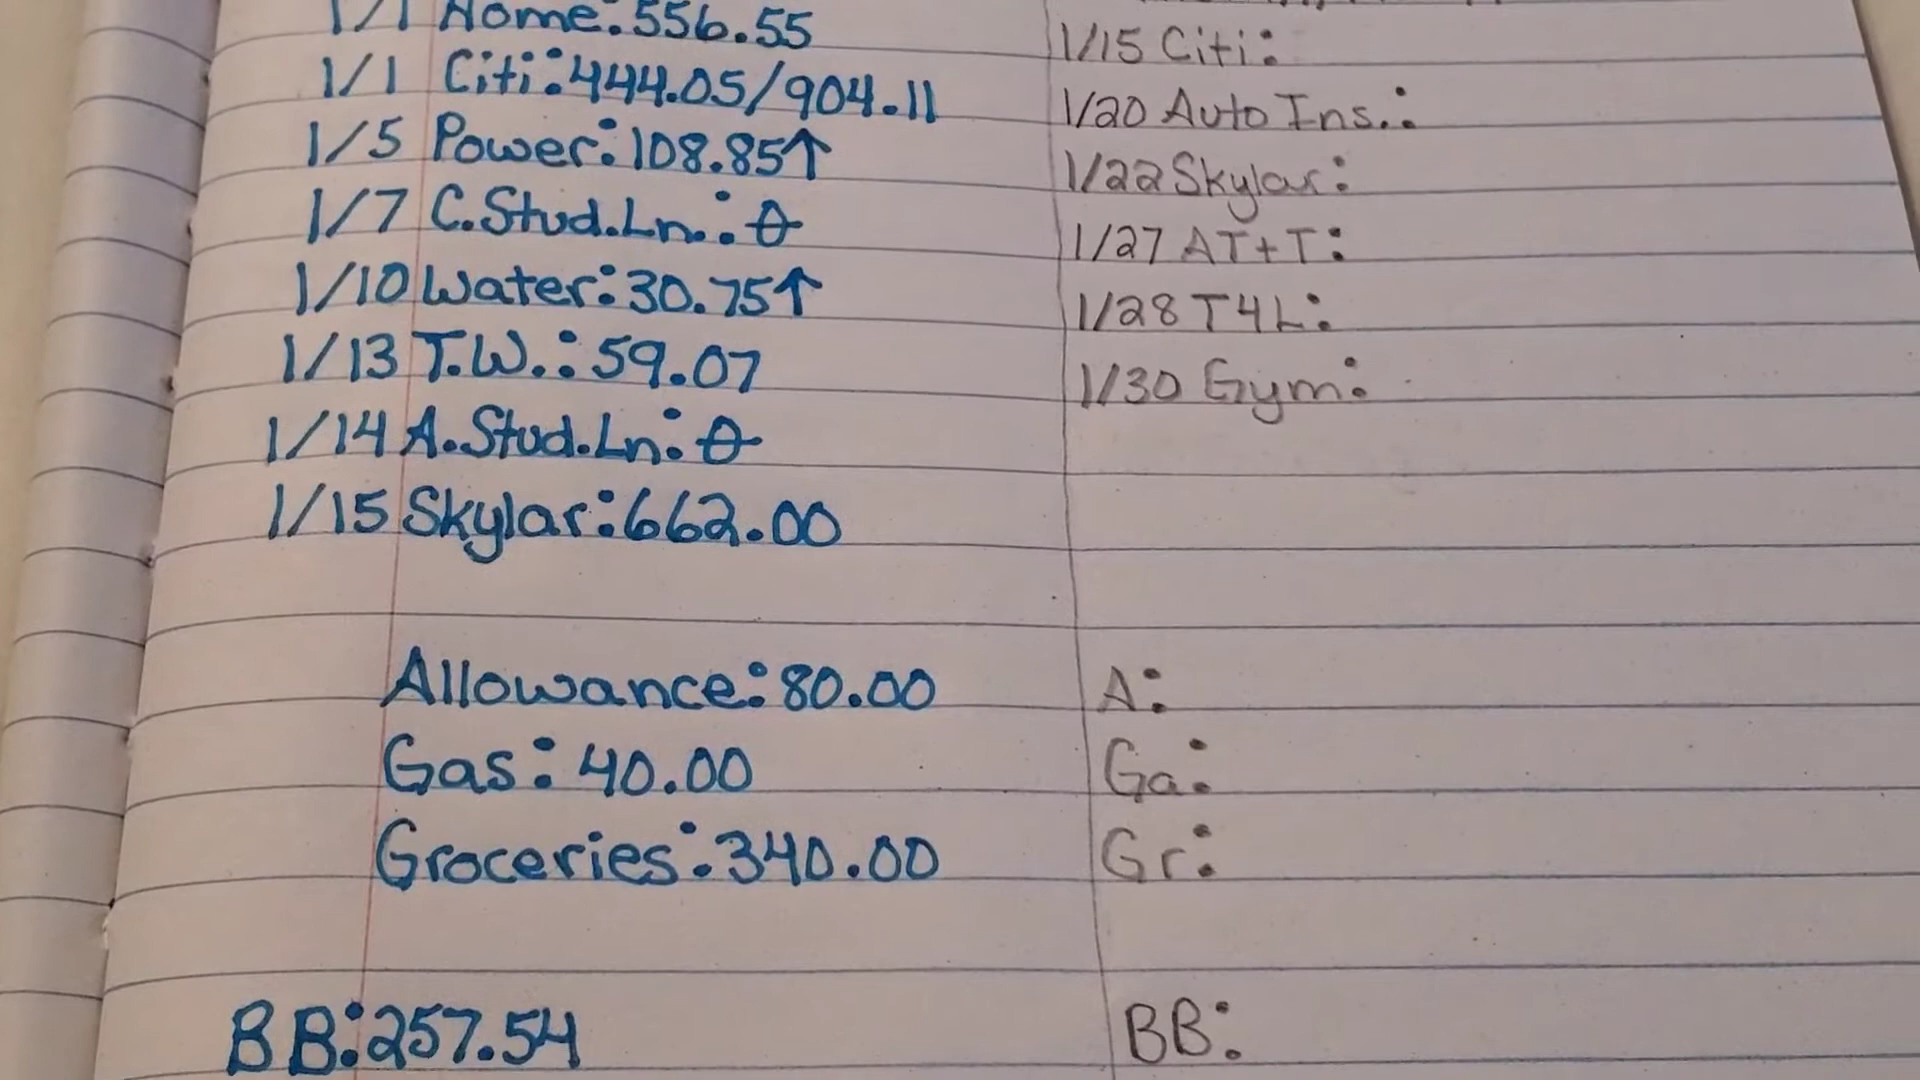 1/1 Home: 556.55
1/1 Citi: 444.05/904.11
1/5 Power: 108.85↑
1/7 C. Stud. Ln.: θ
1/10 Water: 30.75↑
1/13 T.W.: 59.07
1/14 A. Stud. Ln: θ
1/15 Skylar: 662.00
Allowance: 80.00
Gas: 40.00
Groceries: 340.00
BB: 257.54
1/15 Citi:
1/20 Auto Ins.:
1/22 Skylar:
1/27 AT+T:
1/28 T4L:
1/30 Gym:
A:
Ga:
Gr:
BB: